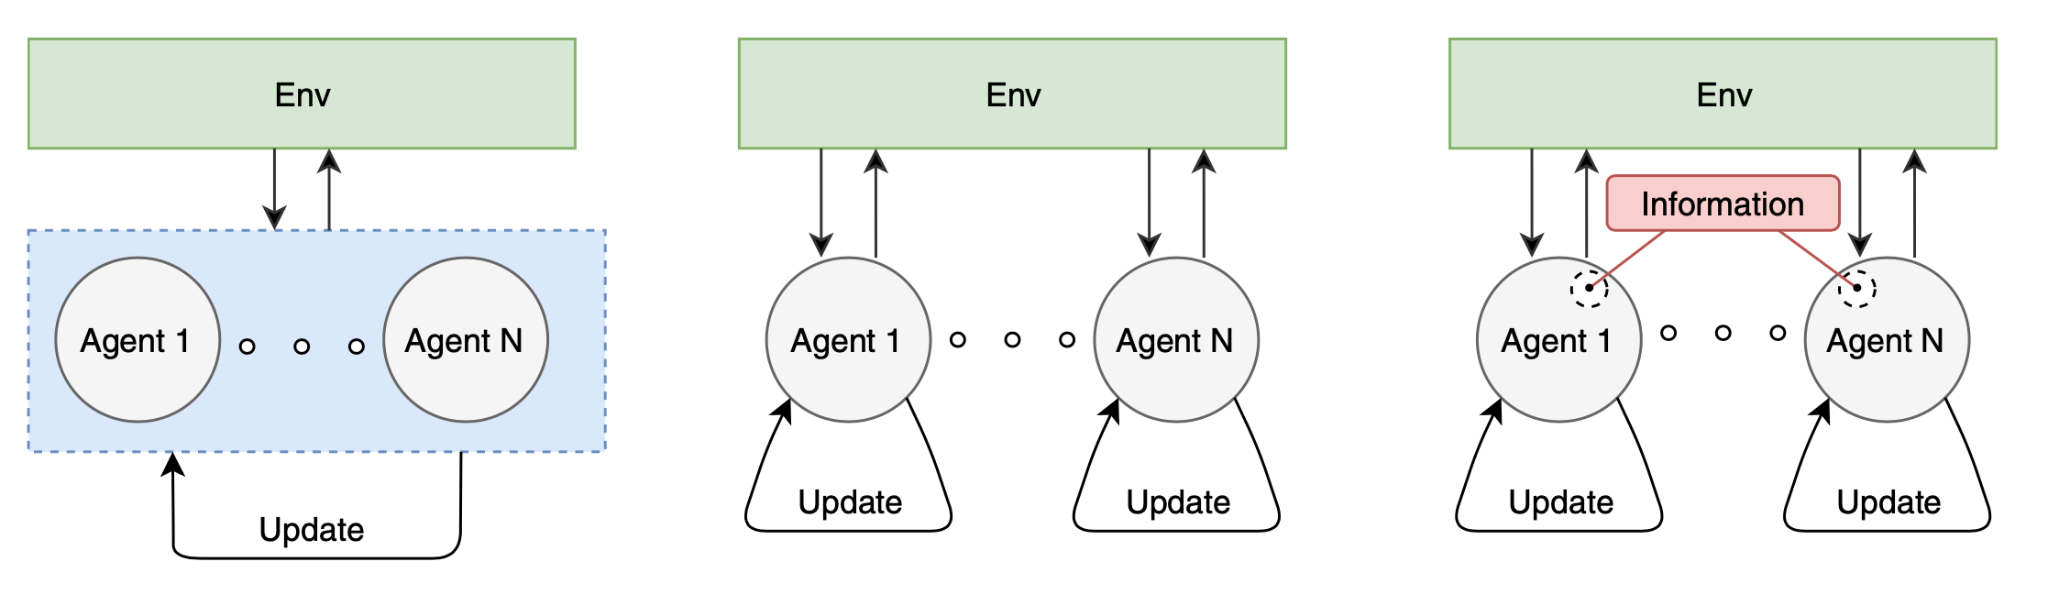 Env
Agent 1
Agent N
Update
Env
Agent 1
Agent N
Update
Update
Env
Information
Agent 1
Agent N
Update
Update